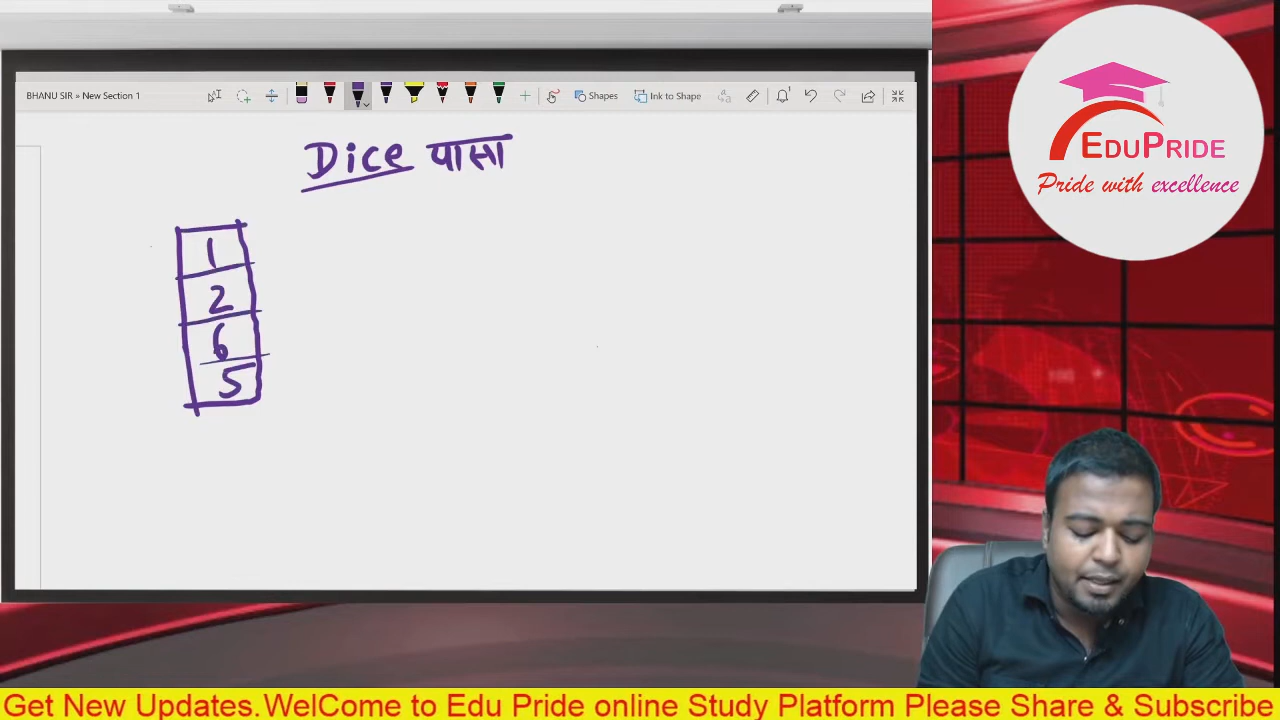 BHANU SIR » New Section 1
Shapes
Ink to Shape
EDUPRIDE
Pride with excellence
Dice पासा
1
2
6
5
Get New Updates.WelCome to Edu Pride online Study Platform Please Share & Subscribe